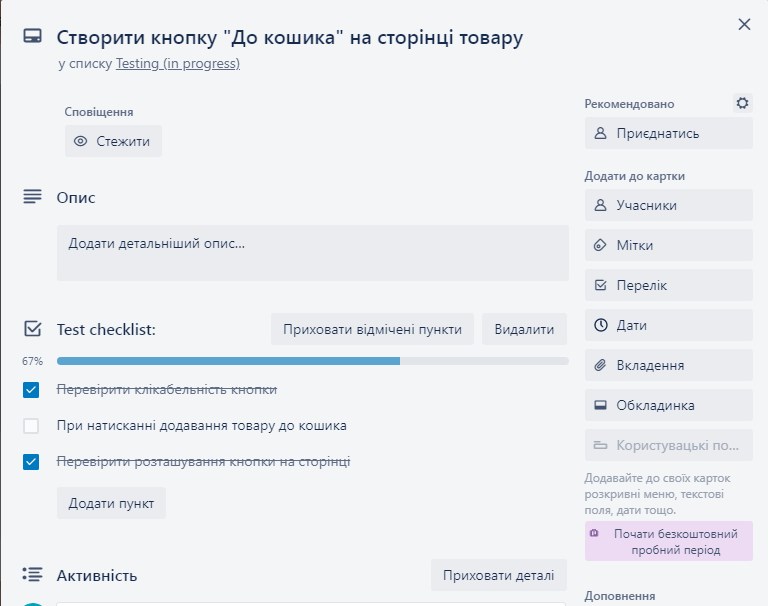 Створити кнопку "До кошика" на сторінці товару
у списку Testing (in progress)
Сповіщення
Стежити
Опис
Додати детальніший опис...
Test checklist:
Приховати відмічені пункти
Видалити
67%
Перевірити клікабельність кнопки
При натисканні додавання товару до кошика
Перевірити розташування кнопки на сторінці
Додати пункт
Активність
Приховати деталі
Рекомендовано
Приєднатись
Додати до картки
Учасники
Мітки
Перелік
Дати
Вкладення
Обкладинка
Користувацькі по...
Додавайте до своїх карток
розкривні меню, текстові
поля, дати тощо.
Почати безкоштовний
пробний період
Доповнення